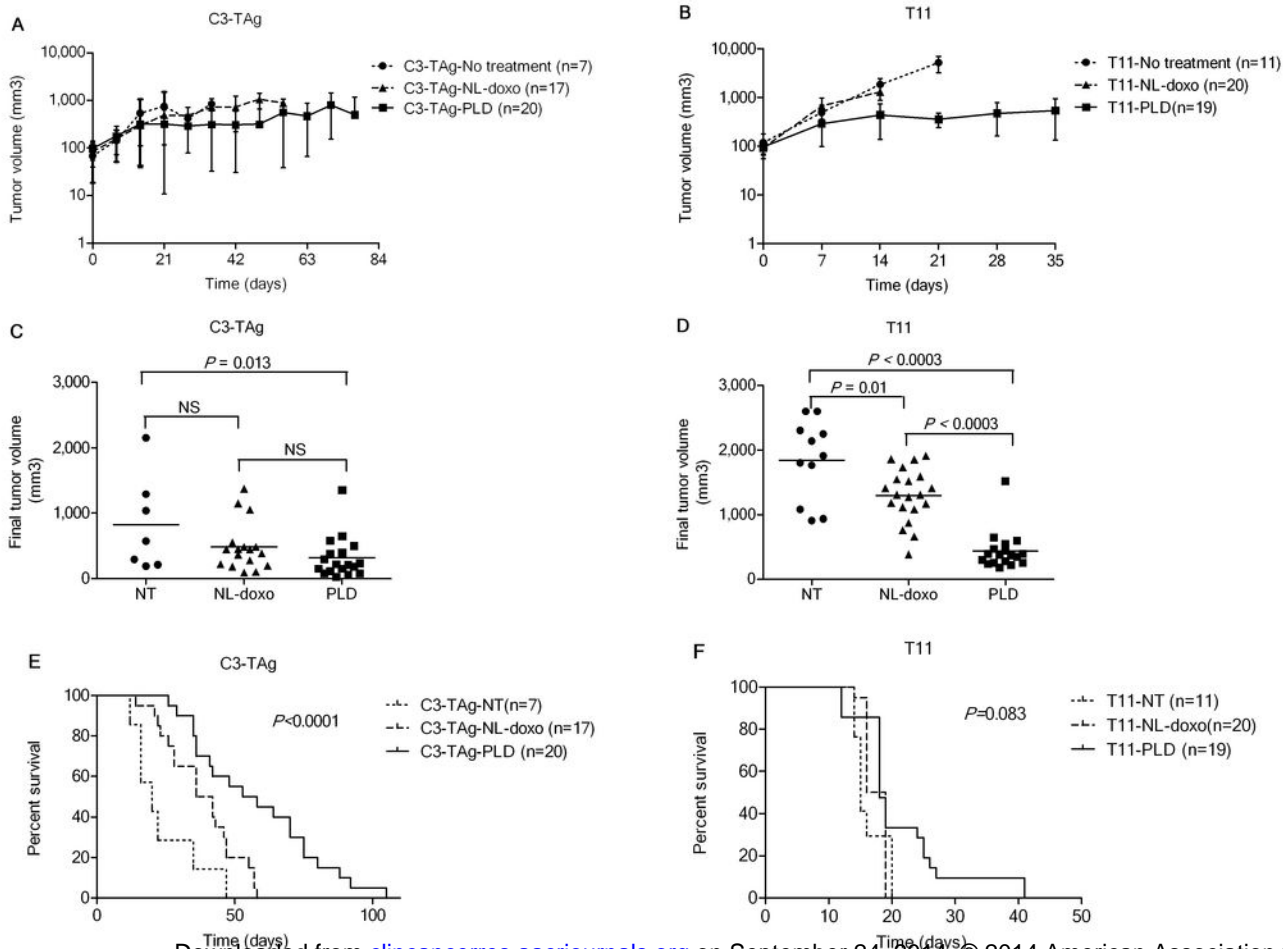 A
C3-TAg
Tumor volume (mm3)
10,000
1,000
100
10
1
0
21
42
63
84
Time (days)
C3-TAg-No treatment (n=7)
C3-TAg-NL-doxo (n=17)
C3-TAg-PLD (n=20)
B
T11
Tumor volume (mm3)
10,000
1,000
100
10
1
0
7
14
21
28
35
Time (days)
T11-No treatment (n=11)
T11-NL-doxo (n=20)
T11-PLD(n=19)
C
C3-TAg
P = 0.013
NS
NS
Final tumor volume
(mm3)
3,000
2,000
1,000
0
NT
NL-doxo
PLD
D
T11
P < 0.0003
P = 0.01
P < 0.0003
Final tumor volume
(mm3)
3,000
2,000
1,000
0
NT
NL-doxo
PLD
E
C3-TAg
P<0.0001
C3-TAg-NT(n=7)
C3-TAg-NL-doxo (n=17)
C3-TAg-PLD (n=20)
Percent survival
100
80
60
40
20
0
0
50
100
Time (days)
F
T11
P=0.083
T11-NT (n=11)
T11-NL-doxo(n=20)
T11-PLD (n=19)
Percent survival
100
80
60
40
20
0
0
10
20
30
40
50
Time (days)